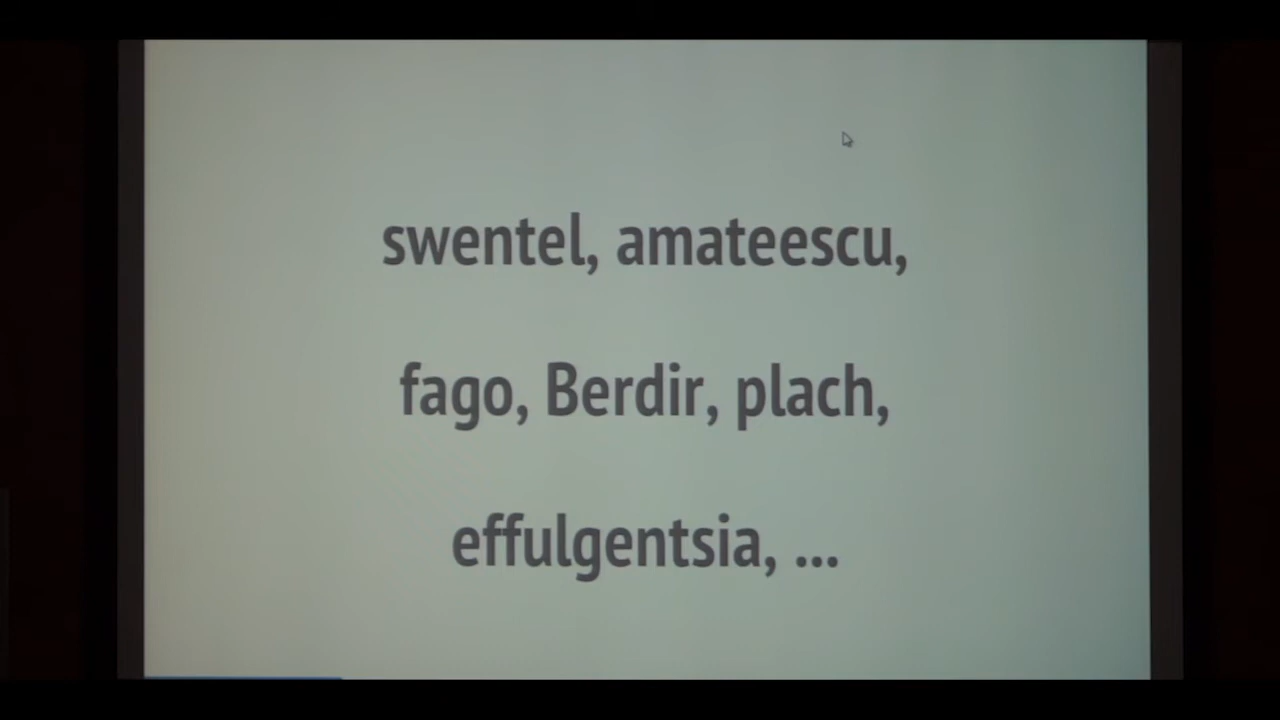 swentel, amateescu,
fago, Berdir, plach,
effulgentsia, ...